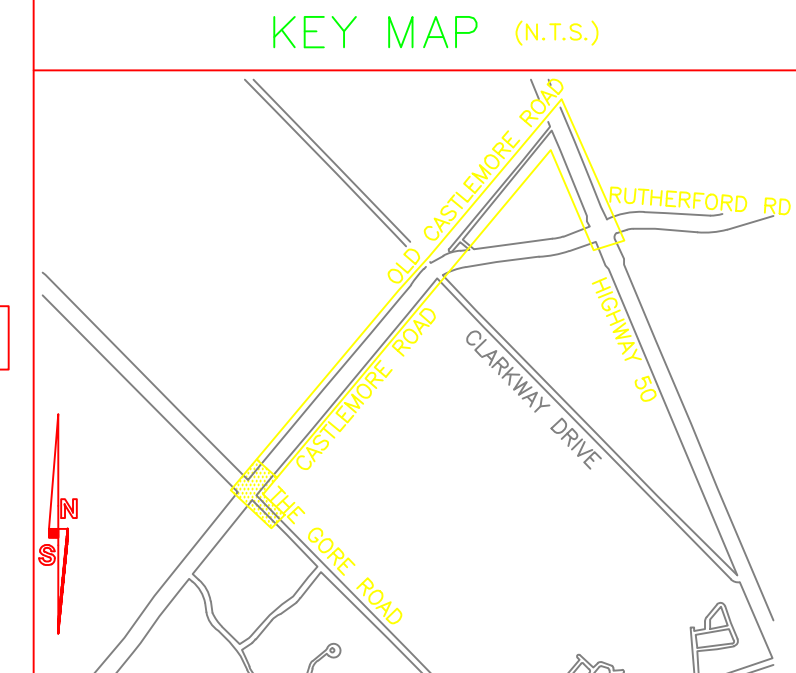 KEY MAP (N.T.S.)
OLD CASTLEMORE ROAD
RUTHERFORD RD
CASTLEMORE ROAD
HIGHWAY 50
CLARKWAY DRIVE
THE GORE ROAD
N
S